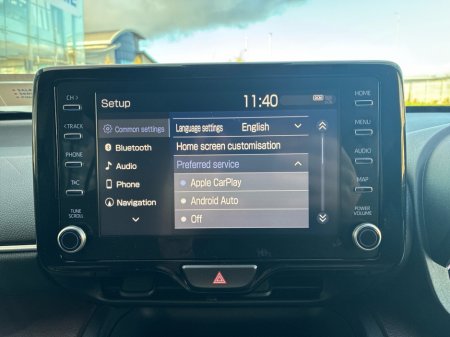 CH >
< TRACK
PHONE
TUNE
SCROLL
Setup
11:40
Common settings
Bluetooth
Audio
Phone
Navigation
Language settings English
Home screen customisation
Preferred service
Apple CarPlay
Android Auto
Off
HOME
MENU
AUDIO
MAP
POWER
VOLUME